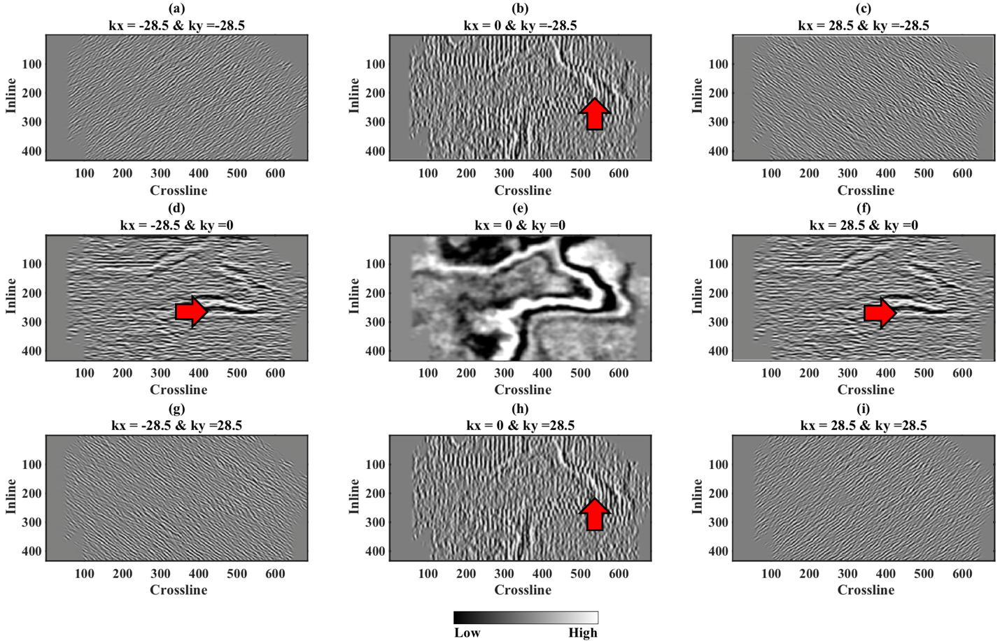 (a)
kx = -28.5 & ky =-28.5
Inline
100
200
300
400
100 200 300 400 500 600
Crossline
(b)
kx = 0 & ky =-28.5
Inline
100
200
300
400
100 200 300 400 500 600
Crossline
(c)
kx = 28.5 & ky =-28.5
Inline
100
200
300
400
100 200 300 400 500 600
Crossline
(d)
kx = -28.5 & ky =0
Inline
100
200
300
400
100 200 300 400 500 600
Crossline
(e)
kx = 0 & ky =0
Inline
100
200
300
400
100 200 300 400 500 600
Crossline
(f)
kx = 28.5 & ky =0
Inline
100
200
300
400
100 200 300 400 500 600
Crossline
(g)
kx = -28.5 & ky =28.5
Inline
100
200
300
400
100 200 300 400 500 600
Crossline
(h)
kx = 0 & ky =28.5
Inline
100
200
300
400
100 200 300 400 500 600
Crossline
(i)
kx = 28.5 & ky =28.5
Inline
100
200
300
400
100 200 300 400 500 600
Crossline
Low High